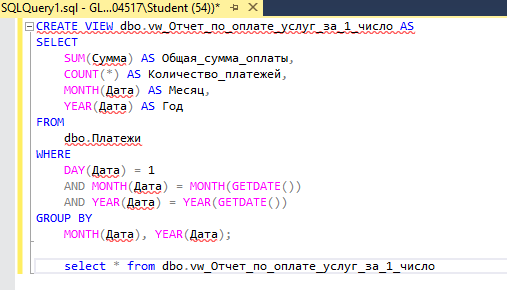 SQLQuery1.sql - GL...04517\Student (54))*
CREATE VIEW dbo.vw_Отчет_по_оплате_услуг_за_1_число AS
SELECT
SUM(Сумма) AS Общая_сумма_оплаты,
COUNT(*) AS Количество_платежей,
MONTH(Дата) AS Месяц,
YEAR(Дата) AS Год
FROM
dbo.Платежи
WHERE
DAY(Дата) = 1
AND MONTH(Дата) = MONTH(GETDATE())
AND YEAR(Дата) = YEAR(GETDATE())
GROUP BY
MONTH(Дата), YEAR(Дата);
select * from dbo.vw_Отчет_по_оплате_услуг_за_1_число